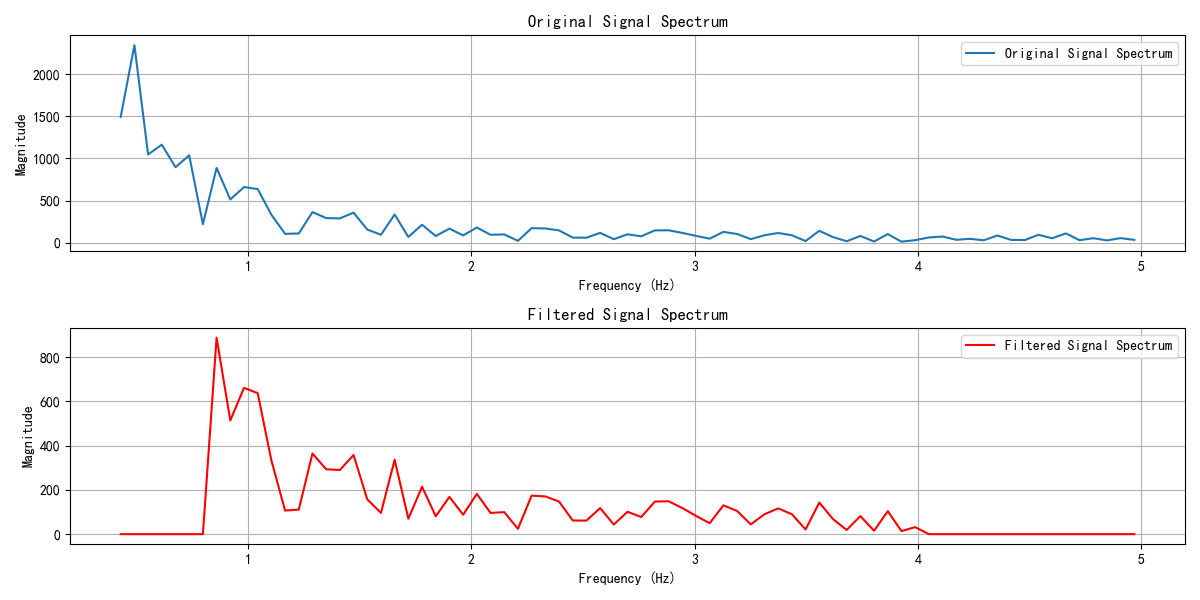 Original Signal Spectrum
Original Signal Spectrum
Magnitude
2000
1500
1000
500
0
1
2
3
4
5
Frequency (Hz)
Filtered Signal Spectrum
Filtered Signal Spectrum
Magnitude
800
600
400
200
0
1
2
3
4
5
Frequency (Hz)